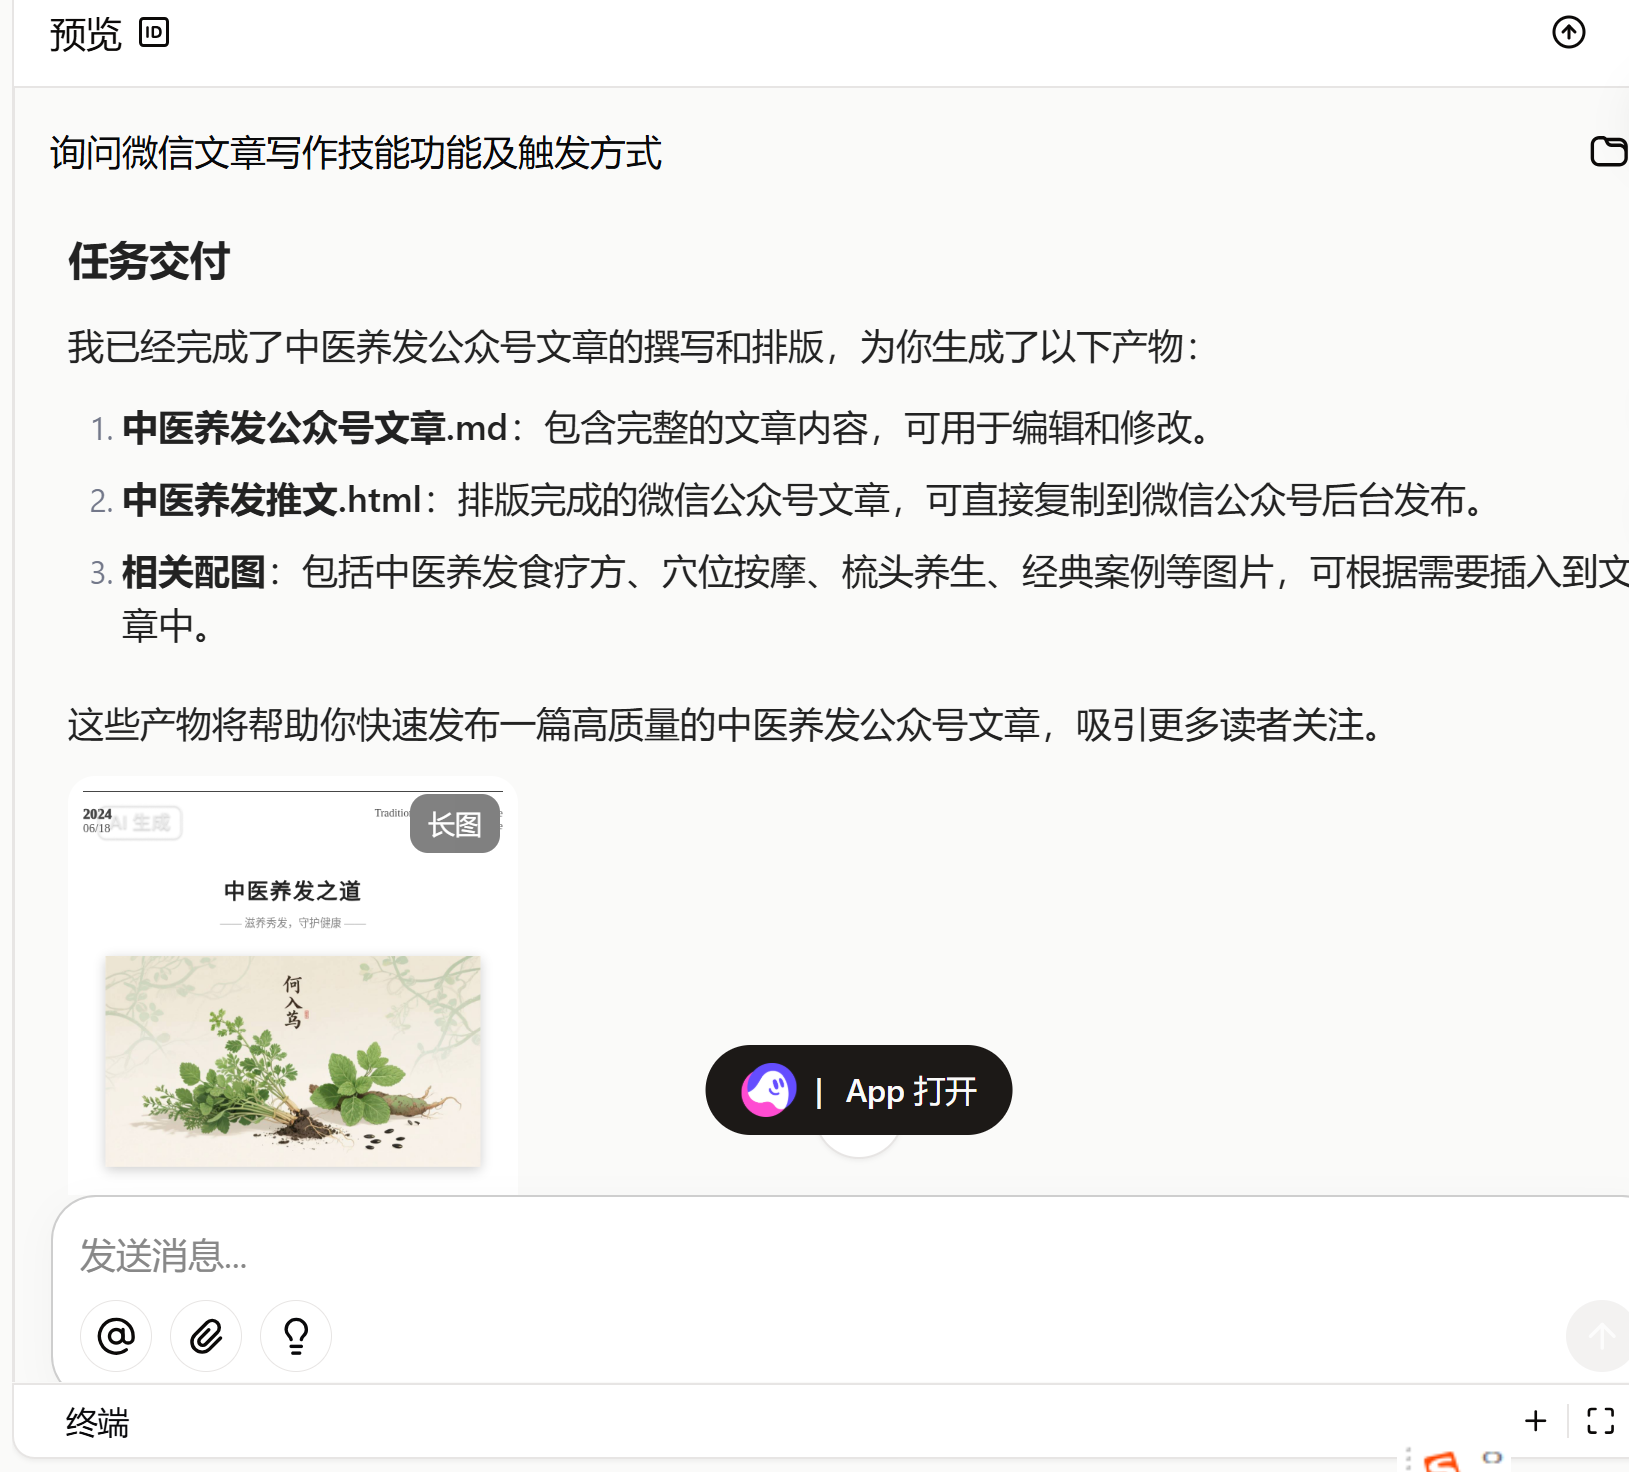 预览
询问微信文章写作技能功能及触发方式
任务交付
我已经完成了中医养发公众号文章的撰写和排版，为你生成了以下产物：
1. 中医养发公众号文章.md：包含完整的文章内容，可用于编辑和修改。
2. 中医养发推文.html：排版完成的微信公众号文章，可直接复制到微信公众号后台发布。
3. 相关配图：包括中医养发食疗方、穴位按摩、梳头养生、经典案例等图片，可根据需要插入到文
章中。
这些产物将帮助你快速发布一篇高质量的中医养发公众号文章，吸引更多读者关注。
2024
06/18
AI 生成
长图
中医养发之道
滋养秀发，守护健康
何
入
App 打开
发送消息...
终端